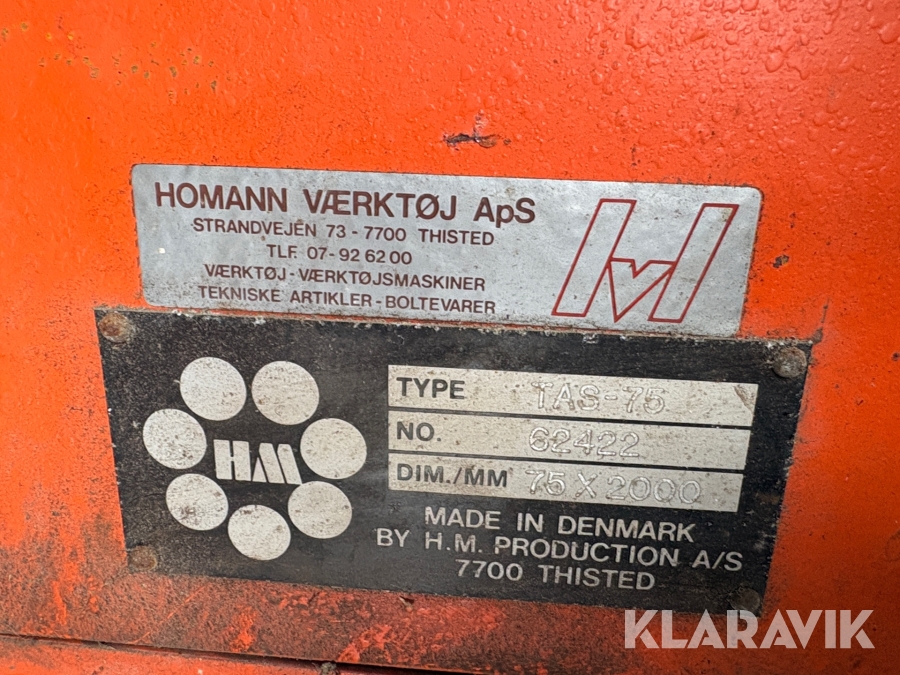 HOMANN VÆRKTØJ ApS
STRANDVEJEN 73 - 7700 THISTED
TLF. 07-92 62 00
VÆRKTØJ - VÆRKTØJSMASKINER
TEKNISKE ARTIKLER - BOLTEVARER
HV
HM
TYPE TAS-75
NO. 62422
DIM./MM 75 X 2000
MADE IN DENMARK
BY H.M. PRODUCTION A/S
7700 THISTED
KLARAVIK